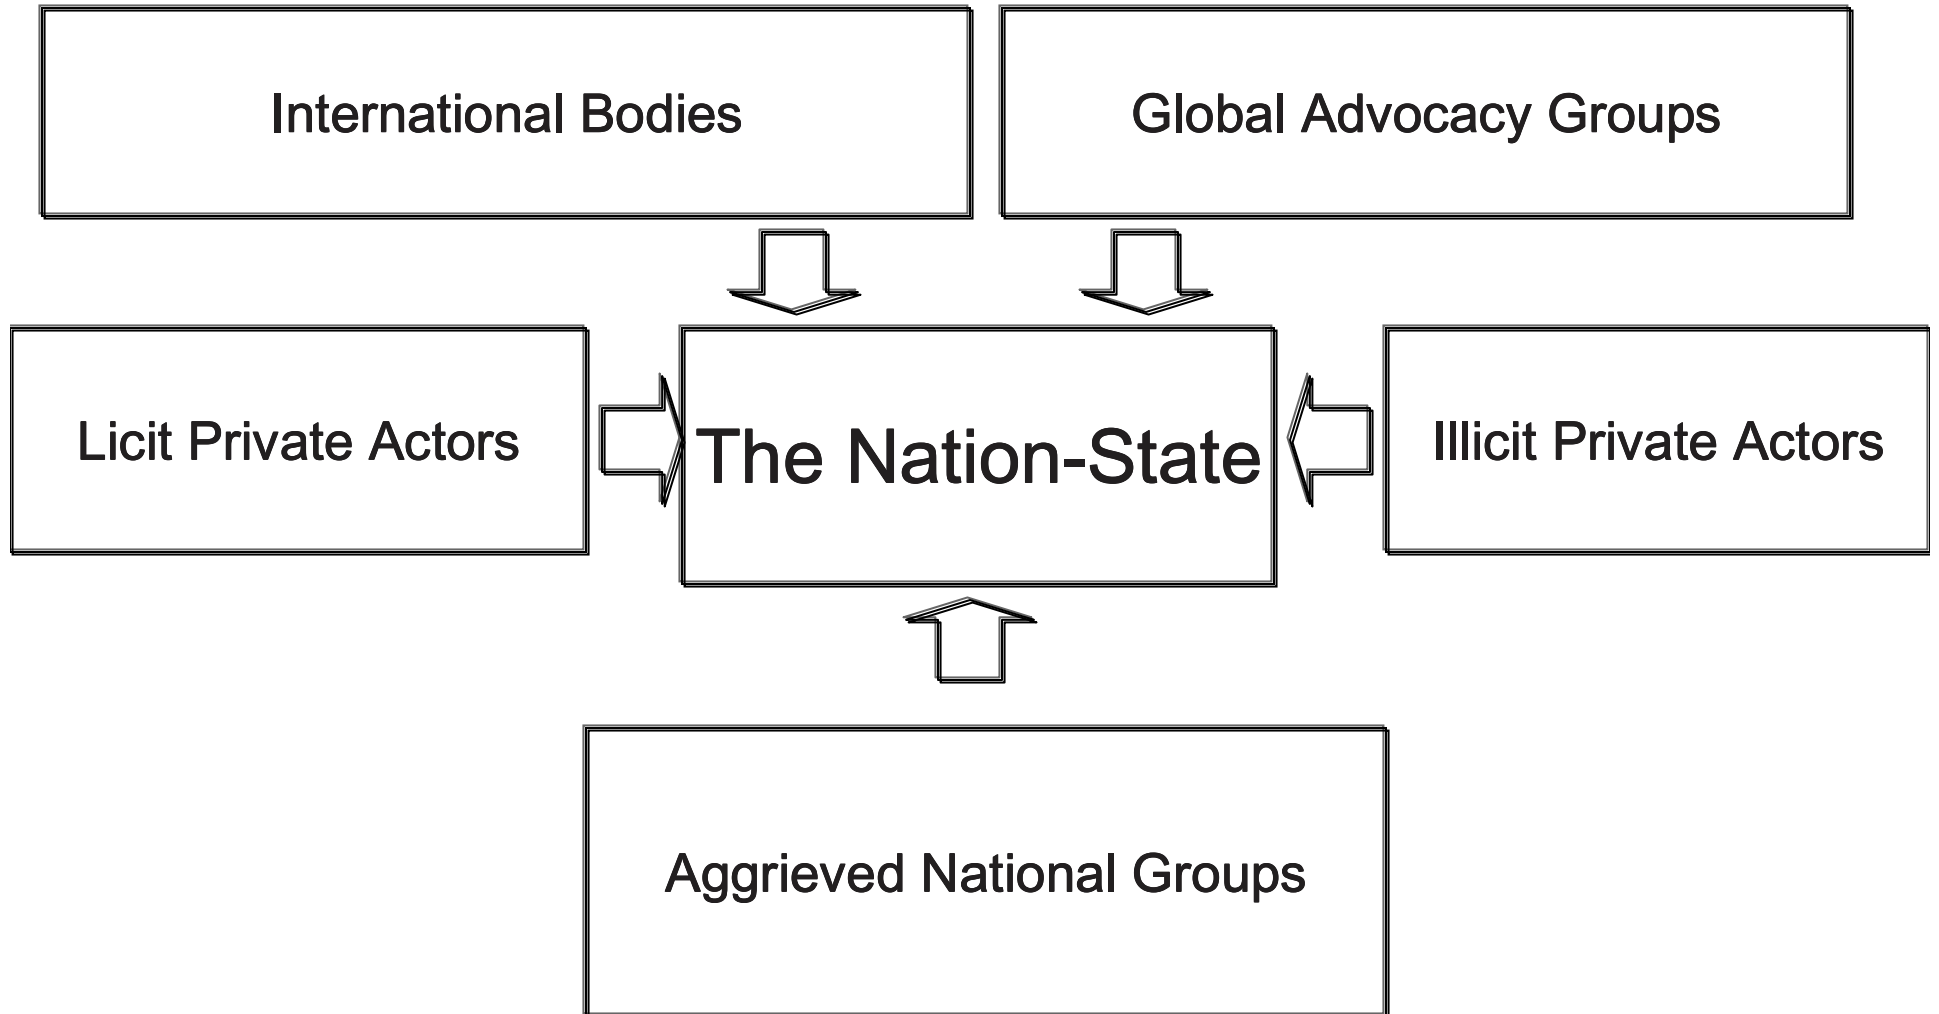 International Bodies
Global Advocacy Groups
Licit Private Actors
The Nation-State
Illicit Private Actors
Aggrieved National Groups